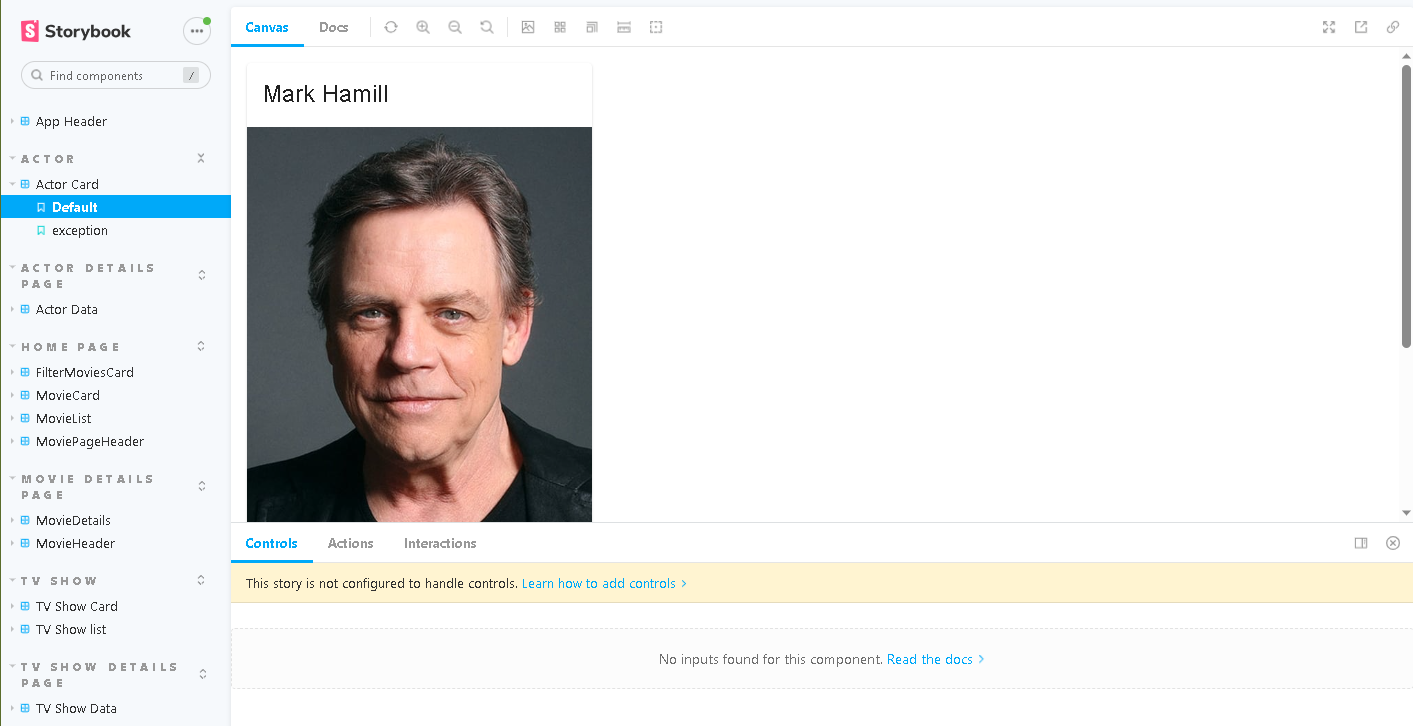 Storybook
Find components
/
App Header
ACTOR
Actor Card
Default
exception
ACTOR DETAILS
PAGE
Actor Data
HOME PAGE
FilterMoviesCard
MovieCard
MovieList
MoviePageHeader
MOVIE DETAILS
PAGE
MovieDetails
MovieHeader
TV SHOW
TV Show Card
TV Show list
TV SHOW DETAILS
PAGE
TV Show Data
Canvas Docs
Mark Hamill
Controls Actions Interactions
This story is not configured to handle controls. Learn how to add controls
No inputs found for this component. Read the docs